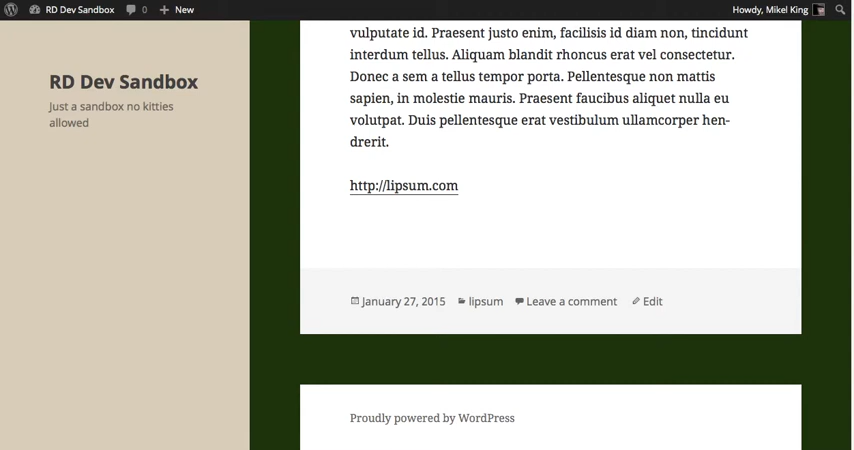 RD Dev Sandbox 0 New Howdy, Mikel King
RD Dev Sandbox
Just a sandbox no kitties
allowed
vulputate id. Praesent justo enim, facilisis id diam non, tincidunt
interdum tellus. Aliquam blandit rhoncus erat vel consectetur.
Donec a sem a tellus tempor porta. Pellentesque non mattis
sapien, in molestie mauris. Praesent faucibus aliquet nulla eu
volutpat. Duis pellentesque erat vestibulum ullamcorper hen-
drerit.
http://lipsum.com
January 27, 2015 lipsum Leave a comment Edit
Proudly powered by WordPress